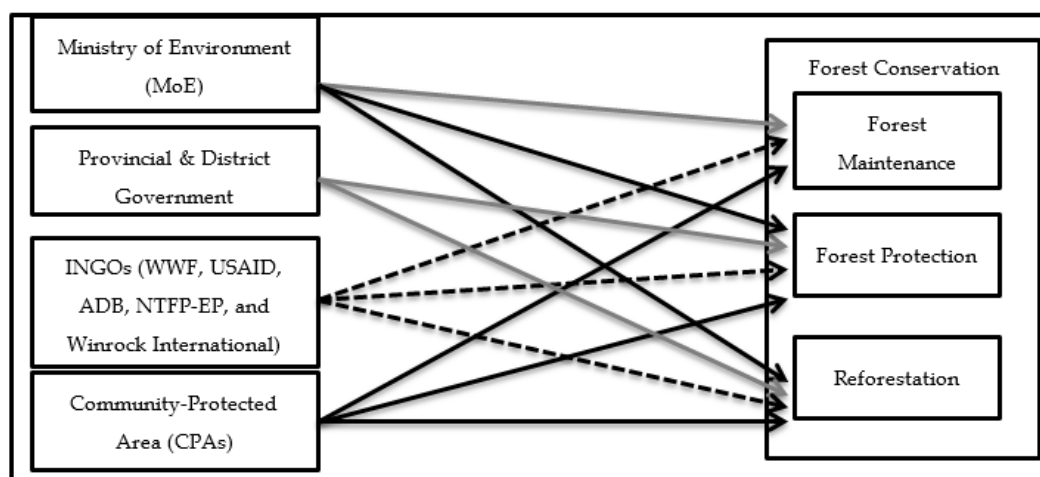 Ministry of Environment
(MoE)
Provincial & District
Government
INGOs (WWF, USAID,
ADB, NTFP-EP, and
Winrock International)
Community-Protected
Area (CPAs)
Forest Conservation
Forest
Maintenance
Forest Protection
Reforestation